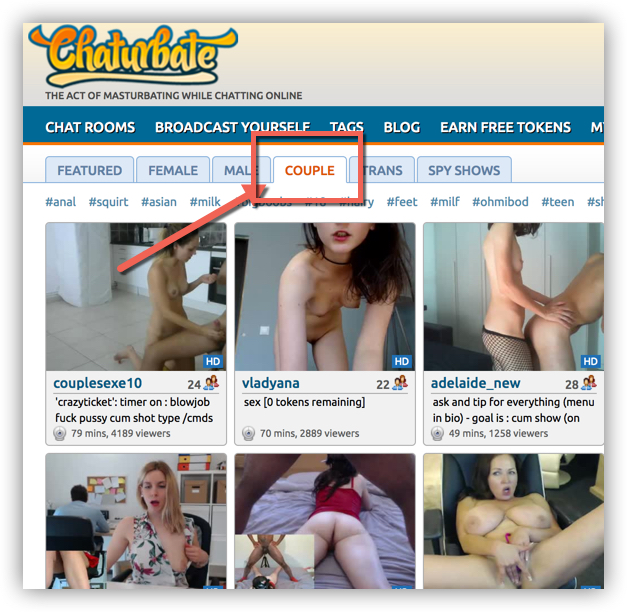 Chaturbate
THE ACT OF MASTURBATING WHILE CHATTING ONLINE
CHAT ROOMS BROADCAST YOURSELF TAGS BLOG EARN FREE TOKENS
FEATURED FEMALE MALE COUPLE TRANS SPY SHOWS
#anal #squirt #asian #milk #bigboobs #18 #hairy #feet #milf #ohmibod #teen
HD HD HD
couplesexe10 24 vladyana 22 adelaide_new 28
'crazyticket': timer on : blowjob sex [0 tokens remaining] ask and tip for everything (menu
fuck pussy cum shot type /cmds in bio) - goal is : cum show (on
79 mins, 4189 viewers 70 mins, 2889 viewers 49 mins, 1258 viewers